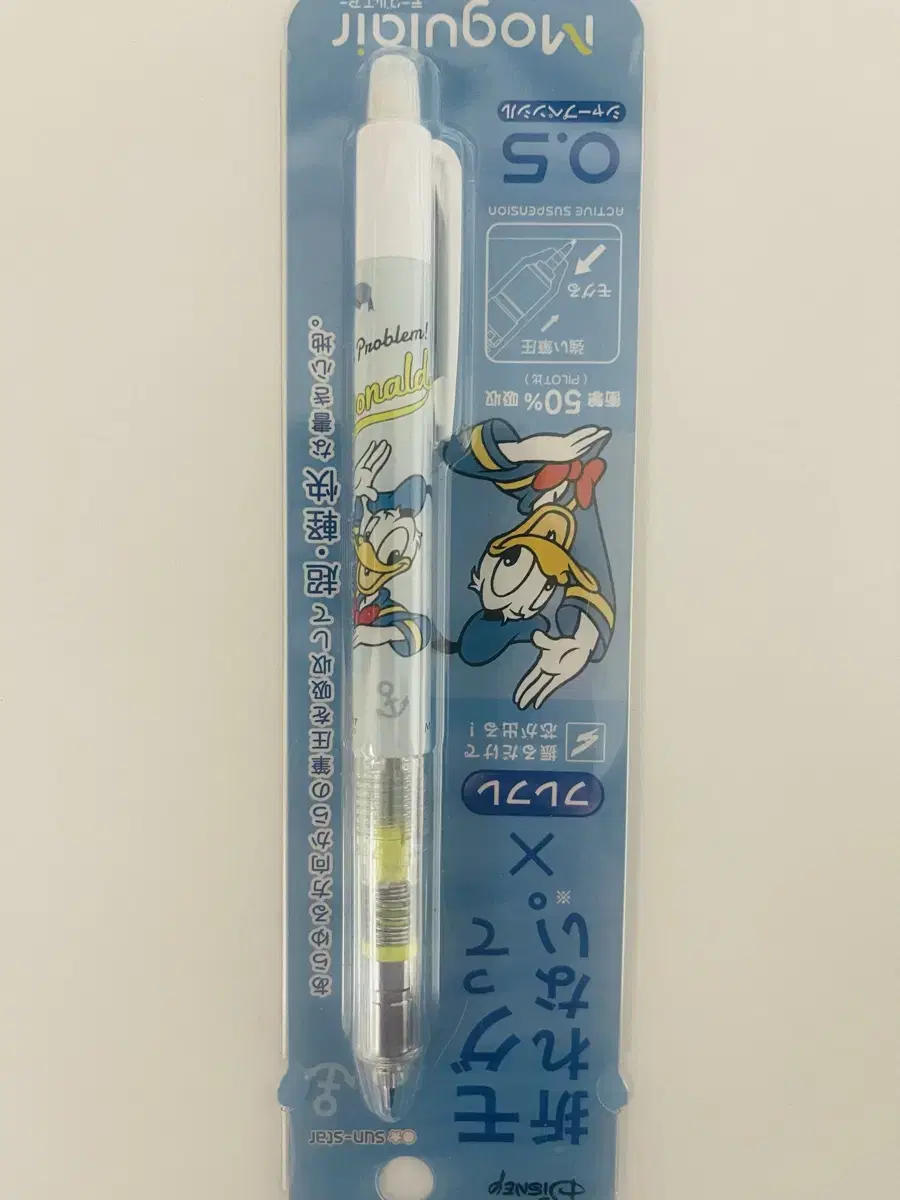 Disney
sun-star
モグって
折れない。※
×
フレフレ
振るだけで
芯が出る!
衝撃50%吸収
(PILOT比)
強い筆圧
モグる
ACTIVE SUSPENSION
0.5
シャープペンシル
Mogulair
モーグルエアー
あらゆる方向からの筆圧を吸収して超・軽快な書き心地。
Problem!
onald